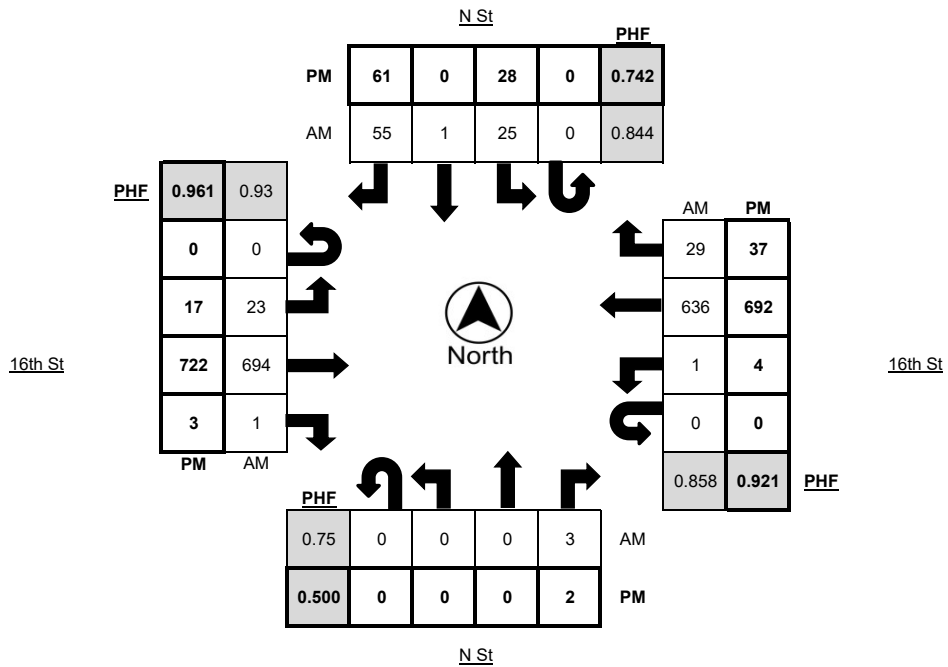 N St
PHF
PM 61 0 28 0 0.742
AM 55 1 25 0 0.844
PHF 0.961 0.93
0 0
17 23
722 694
3 1
PM AM
16th St
North
AM PM
29 37
636 692
1 4
0 0
0.858 0.921 PHF
16th St
PHF
0.75 0 0 0 3 AM
0.500 0 0 0 2 PM
N St